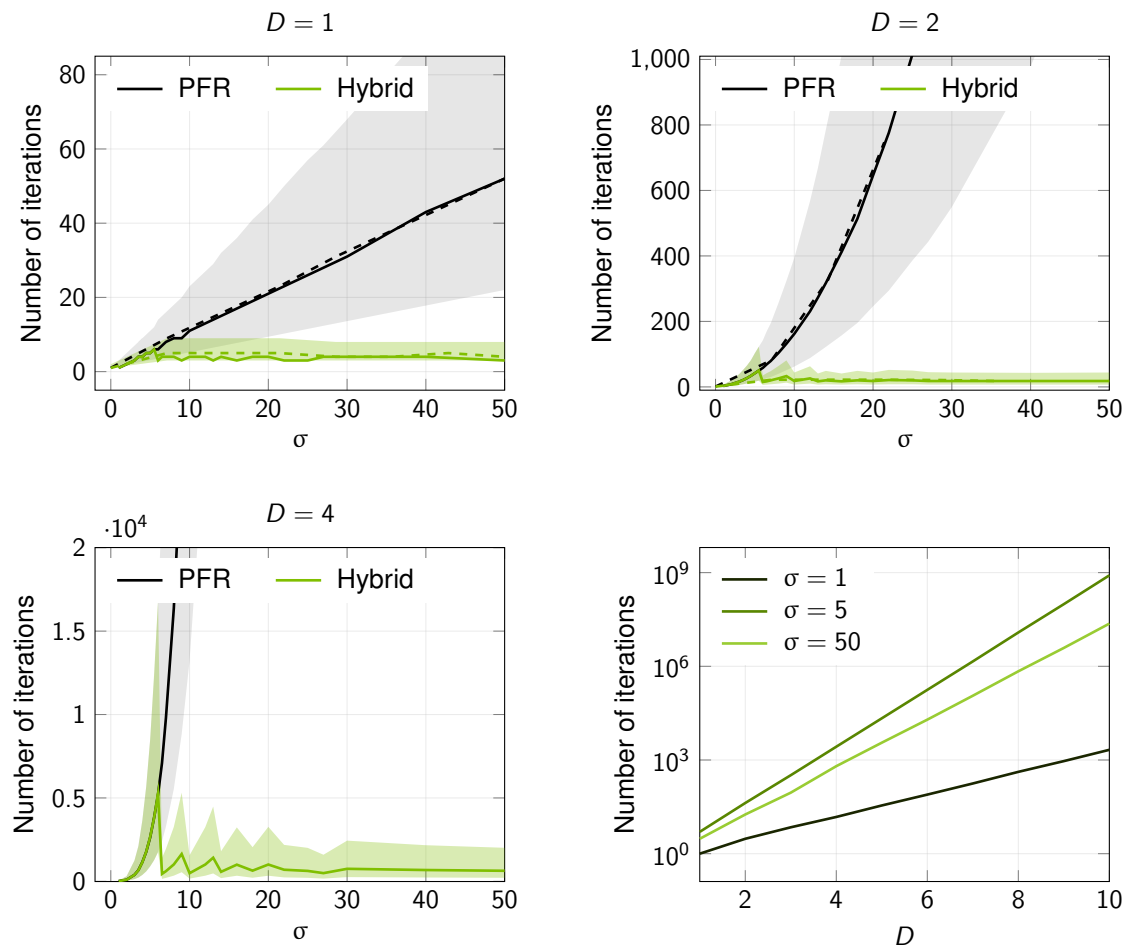 D = 1
80
60
40
20
0
Number of iterations
PFR
Hybrid
0 10 20 30 40 50
σ
D = 2
1,000
800
600
400
200
0
Number of iterations
PFR
Hybrid
0 10 20 30 40 50
σ
D = 4
·10^4
2
1.5
1
0.5
0
Number of iterations
PFR
Hybrid
0 10 20 30 40 50
σ
10^9
10^6
10^3
10^0
Number of iterations
σ = 1
σ = 5
σ = 50
2 4 6 8 10
D